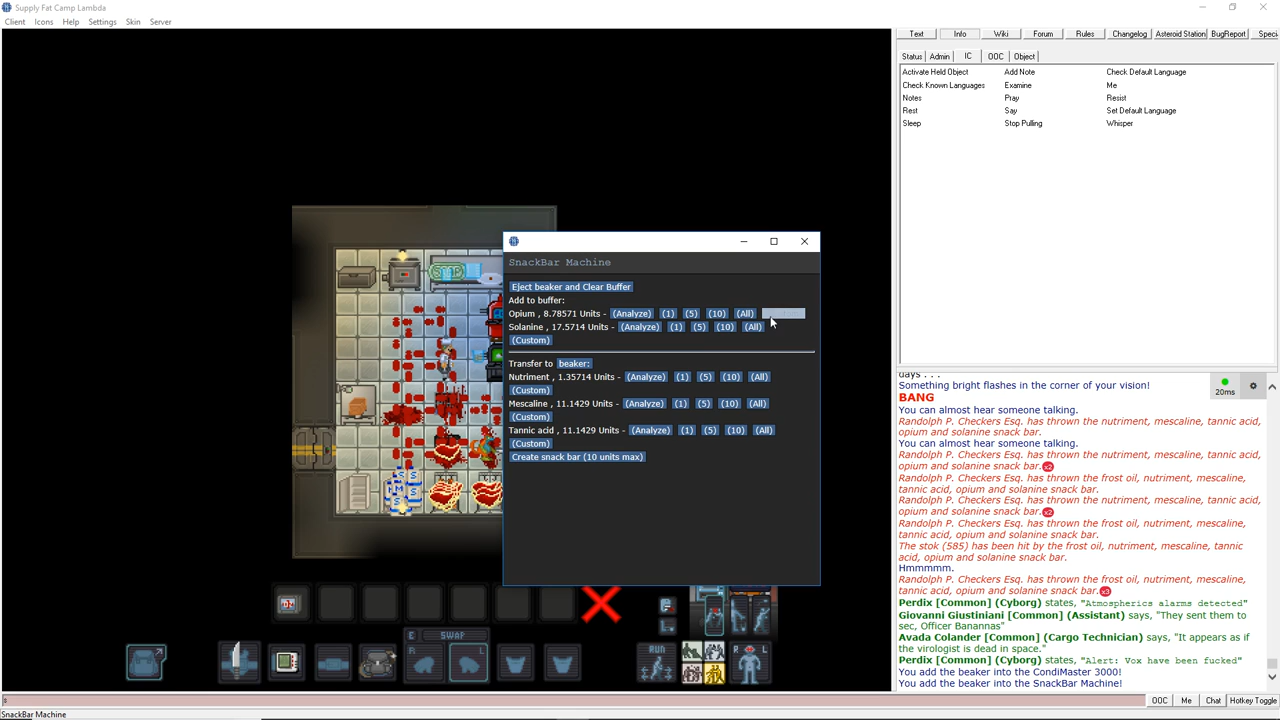 Supply Fat Camp Lambda
Client Icons Help Settings Skin Server
Text Info Wiki Forum Rules Changelog Asteroid Station BugReport Speci
Status Admin IC OOC Object
Activate Held Object Add Note Check Default Language
Check Known Languages Examine Me
Notes Pray Resist
Rest Say Set Default Language
Sleep Stop Pulling Whisper
SnackBar Machine
Eject beaker and Clear Buffer
Add to buffer:
Opium , 8.78571 Units - (Analyze) (1) (5) (10) (All)
Solanine , 17.5714 Units - (Analyze) (1) (5) (10) (All)
(Custom)
Transfer to beaker:
Nutriment , 1.35714 Units - (Analyze) (1) (5) (10) (All)
(Custom)
Mescaline , 11.1429 Units - (Analyze) (1) (5) (10) (All)
(Custom)
Tannic acid , 11.1429 Units - (Analyze) (1) (5) (10) (All)
(Custom)
Create snack bar (10 units max)
days . . .
Something bright flashes in the corner of your vision!
BANG
You can almost hear someone talking.
Randolph P. Checkers Esq. has thrown the nutriment, mescaline, tannic acid,
opium and solanine snack bar.
You can almost hear someone talking.
Randolph P. Checkers Esq. has thrown the nutriment, mescaline, tannic acid,
opium and solanine snack bar. x2
Randolph P. Checkers Esq. has thrown the frost oil, nutriment, mescaline,
tannic acid, opium and solanine snack bar.
Randolph P. Checkers Esq. has thrown the nutriment, mescaline, tannic acid,
opium and solanine snack bar. x2
Randolph P. Checkers Esq. has thrown the frost oil, nutriment, mescaline,
tannic acid, opium and solanine snack bar.
The stok (585) has been hit by the frost oil, nutriment, mescaline, tannic
acid, opium and solanine snack bar.
Hmmmmm.
Randolph P. Checkers Esq. has thrown the frost oil, nutriment, mescaline,
tannic acid, opium and solanine snack bar. x3
Perdix [Common] (Cyborg) states, "Atmospherics alarms detected"
Giovanni Giustiniani [Common] (Assistant) says, "They sent them to
sec, Officer Banannas"
Avada Colander [Common] (Cargo Technician) says, "It appears as if
the virologist is dead in space."
Perdix [Common] (Cyborg) states, "Alert: Vox have been fucked"
You add the beaker into the CondiMaster 3000!
You add the beaker into the SnackBar Machine!
20ms
E SWAP
R L
RUN
R L
OOC Me Chat Hotkey Toggle
SnackBar Machine